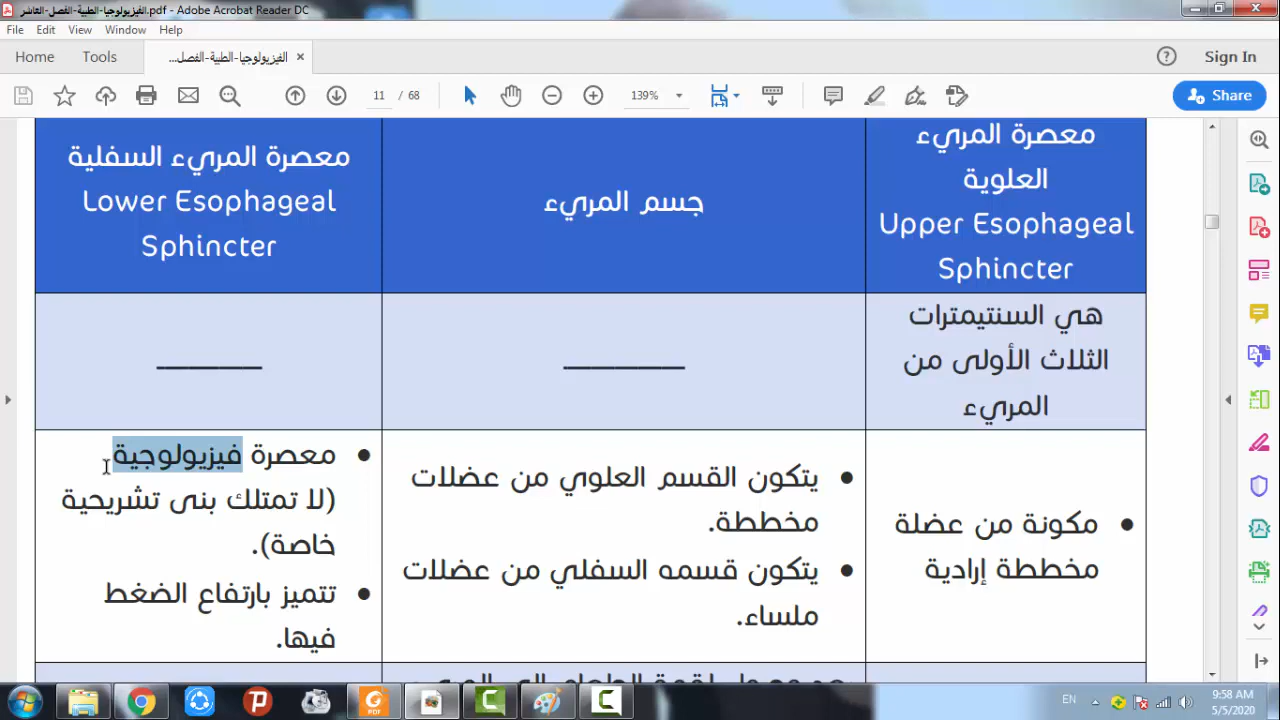 الفيزيولوجيا-الطبية-الفصل-العاشر.pdf - Adobe Acrobat Reader DC
File Edit View Window Help
Home Tools الفيزيولوجيا-الطبية-الفصل... × Sign In
11 / 68 139% Share
معصرة المريء
العلوية
Upper Esophageal
Sphincter
جسم المريء
معصرة المريء السفلية
Lower Esophageal
Sphincter
هي السنتيمترات
الثلاث الأولى من
المريء
• مكونة من عضلة
مخططة إرادية
• يتكون القسم العلوي من عضلات
مخططة.
• يتكون قسمه السفلي من عضلات
ملساء.
• معصرة فيزيولوجية
(لا تمتلك بنى تشريحية
خاصة).
• تتميز بارتفاع الضغط
فيها.
EN 9:58 AM
5/5/2020